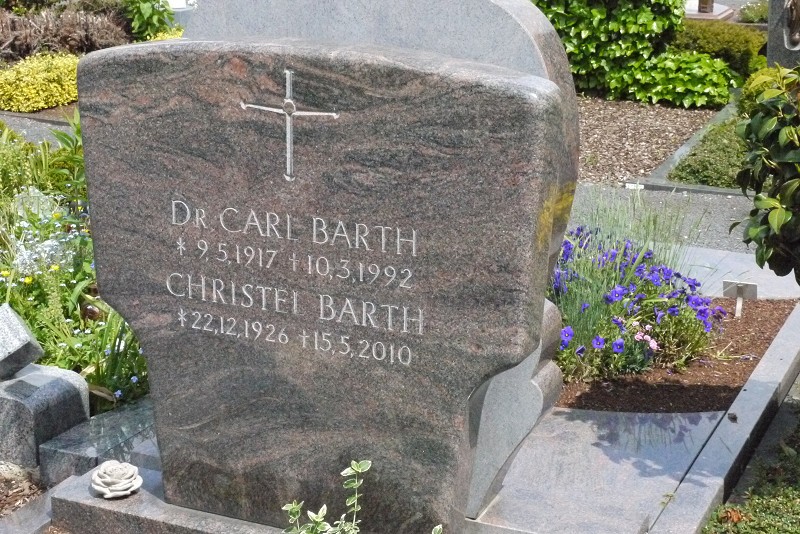 DR. CARL BARTH
* 9.5.1917 † 10.3.1992
CHRISTEL BARTH
* 22.12.1926 † 15.5.2010